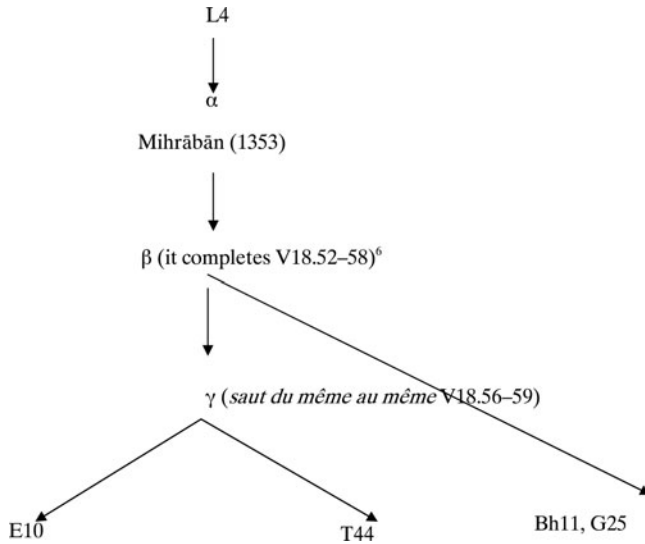 L4
α
Mihrābān (1353)
β (it completes V18.52–58)⁶
γ (saut du même au même V18.56–59)
E10
T44
Bh11, G25